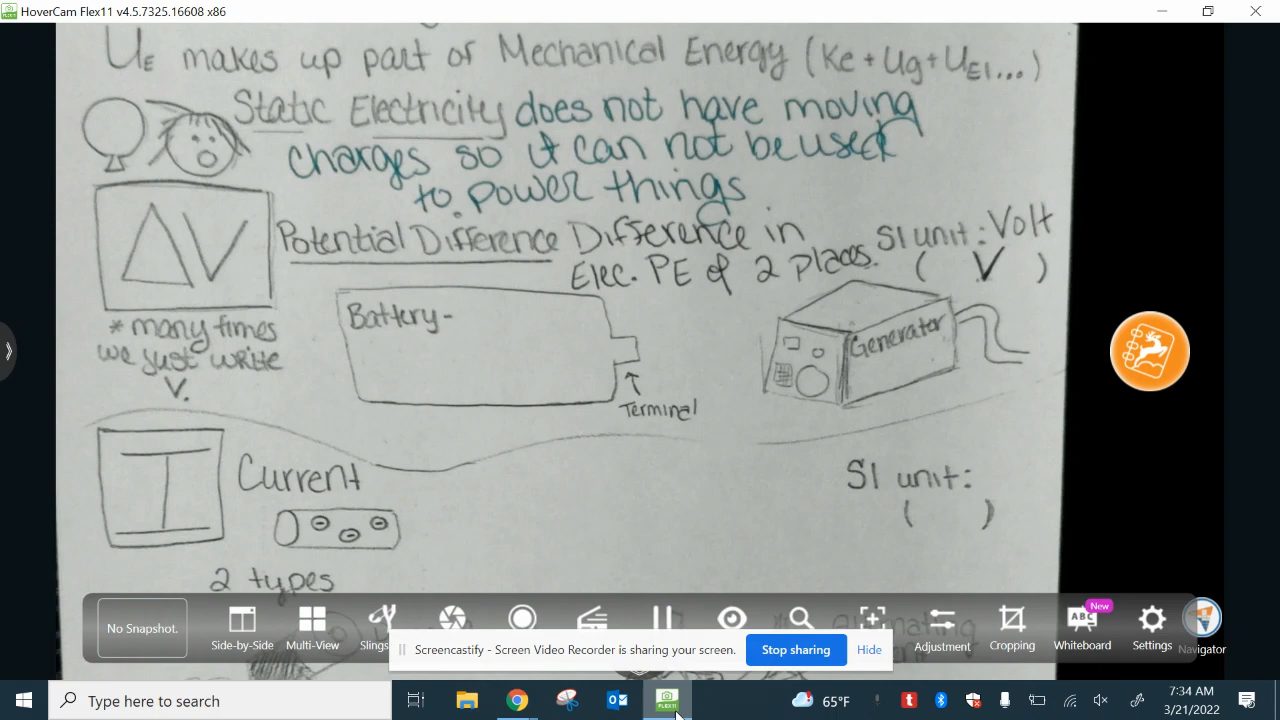 HoverCam Flex11 v4.5.7325.16608 x86
UE makes up part of Mechanical Energy (Ke + Ug + UEl...)
Static Electricity does not have moving
charges so it can not be used
to power things
ΔV
Potential Difference Difference in
Elec. PE of 2 places.
SI unit: Volt
( V )
* many times
we just write
V.
Battery-
Terminal
Generator
I
Current
SI unit:
( )
2 types
No Snapshot.
Side-by-Side
Multi-View
Slings
Adjustment
Cropping
ABC
New
Whiteboard
Settings
Navigator
Screencastify - Screen Video Recorder is sharing your screen.
Stop sharing
Hide
Type here to search
FLEX11
65°F
7:34 AM
3/21/2022